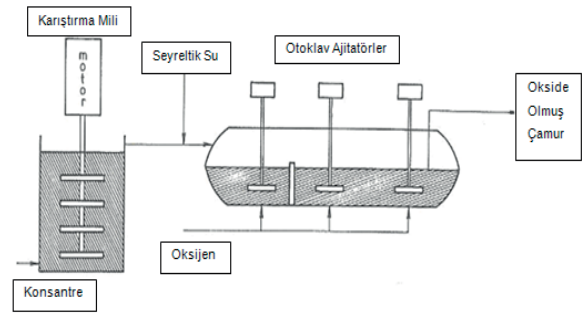 Karıştırma Mili
motor
Seyreltik Su
Otoklav Ajitatörler
Okside
Olmuş
Çamur
Oksijen
Konsantre